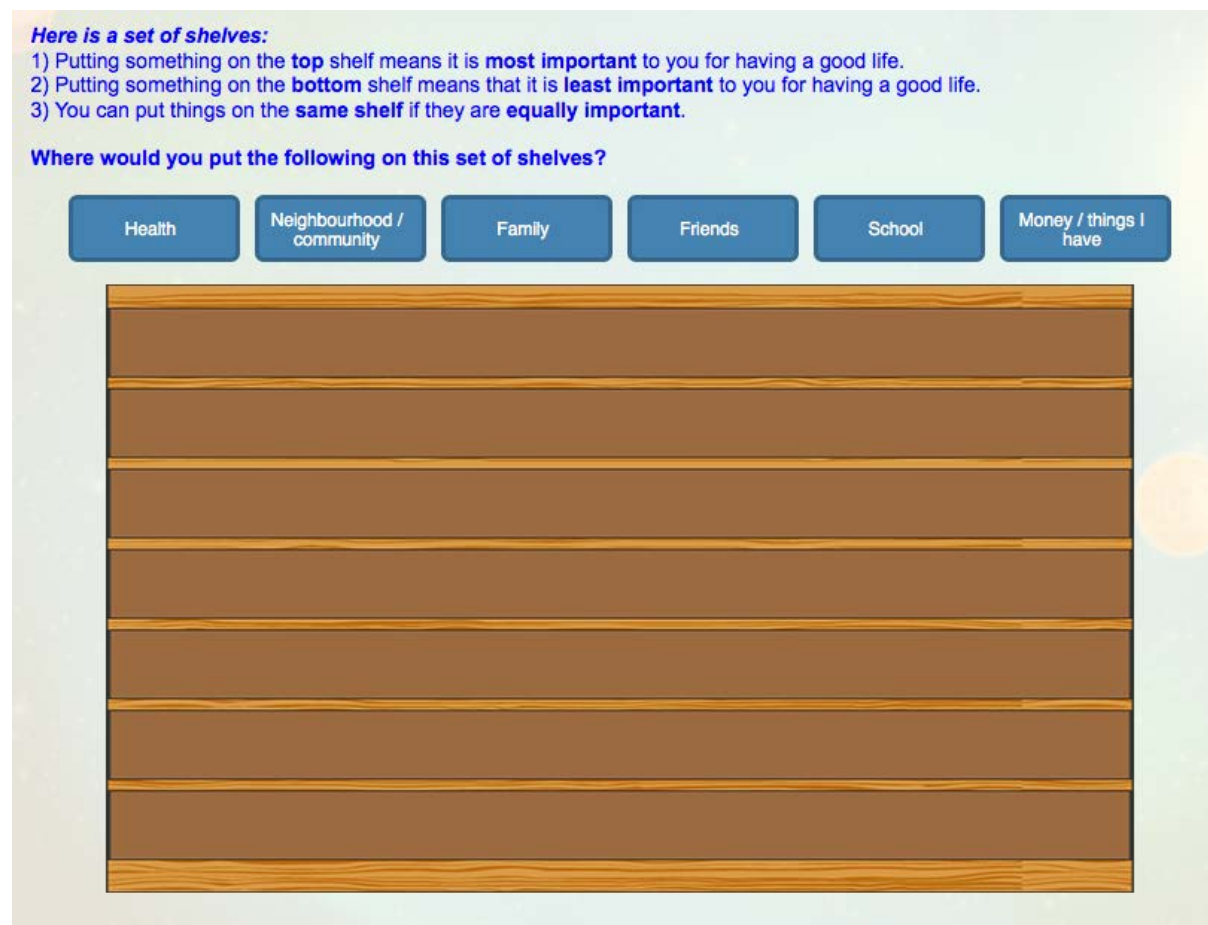 Here is a set of shelves:
1) Putting something on the top shelf means it is most important to you for having a good life.
2) Putting something on the bottom shelf means that it is least important to you for having a good life.
3) You can put things on the same shelf if they are equally important.
Where would you put the following on this set of shelves?
Health
Neighbourhood /
community
Family
Friends
School
Money / things I
have